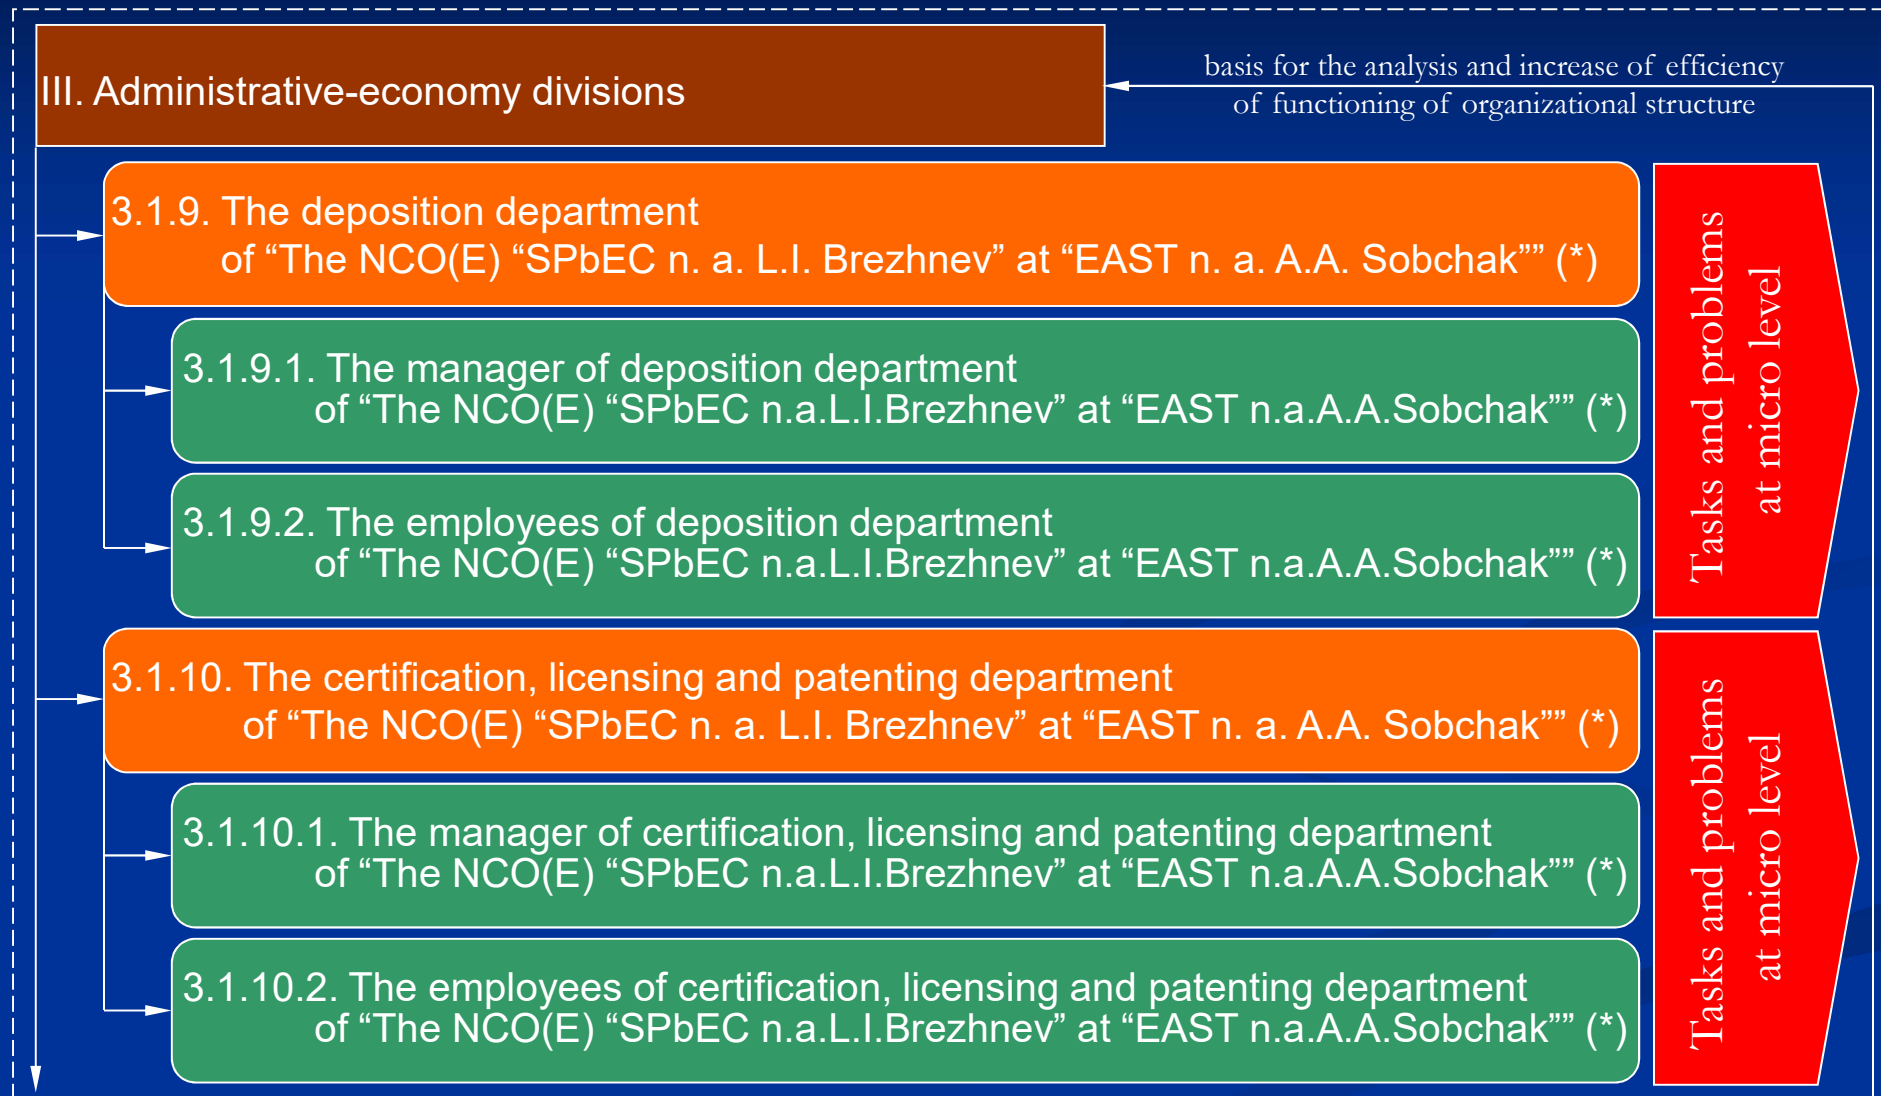 III. Administrative-economy divisions
basis for the analysis and increase of efficiency
of functioning of organizational structure
3.1.9. The deposition department
of “The NCO(E) “SPbEC n. a. L.I. Brezhnev” at “EAST n. a. A.A. Sobchak”” (*)
3.1.9.1. The manager of deposition department
of “The NCO(E) “SPbEC n.a.L.I.Brezhnev” at “EAST n.a.A.A.Sobchak”” (*)
3.1.9.2. The employees of deposition department
of “The NCO(E) “SPbEC n.a.L.I.Brezhnev” at “EAST n.a.A.A.Sobchak”” (*)
Tasks and problems
at micro level
3.1.10. The certification, licensing and patenting department
of “The NCO(E) “SPbEC n. a. L.I. Brezhnev” at “EAST n. a. A.A. Sobchak”” (*)
3.1.10.1. The manager of certification, licensing and patenting department
of “The NCO(E) “SPbEC n.a.L.I.Brezhnev” at “EAST n.a.A.A.Sobchak”” (*)
3.1.10.2. The employees of certification, licensing and patenting department
of “The NCO(E) “SPbEC n.a.L.I.Brezhnev” at “EAST n.a.A.A.Sobchak”” (*)
Tasks and problems
at micro level